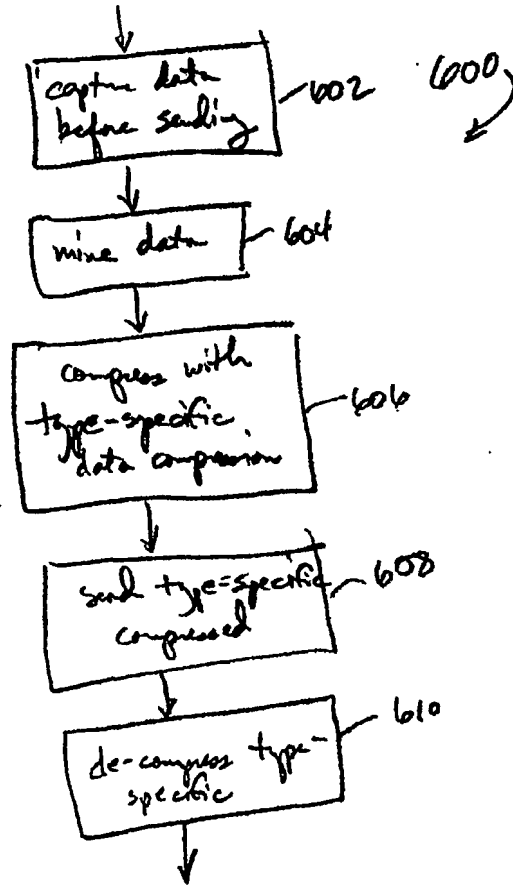 capture data
before sending
602
600
mine data
604
compress with
type-specific
data compression
606
send type-specific
compressed
608
de-compress type-
specific
610